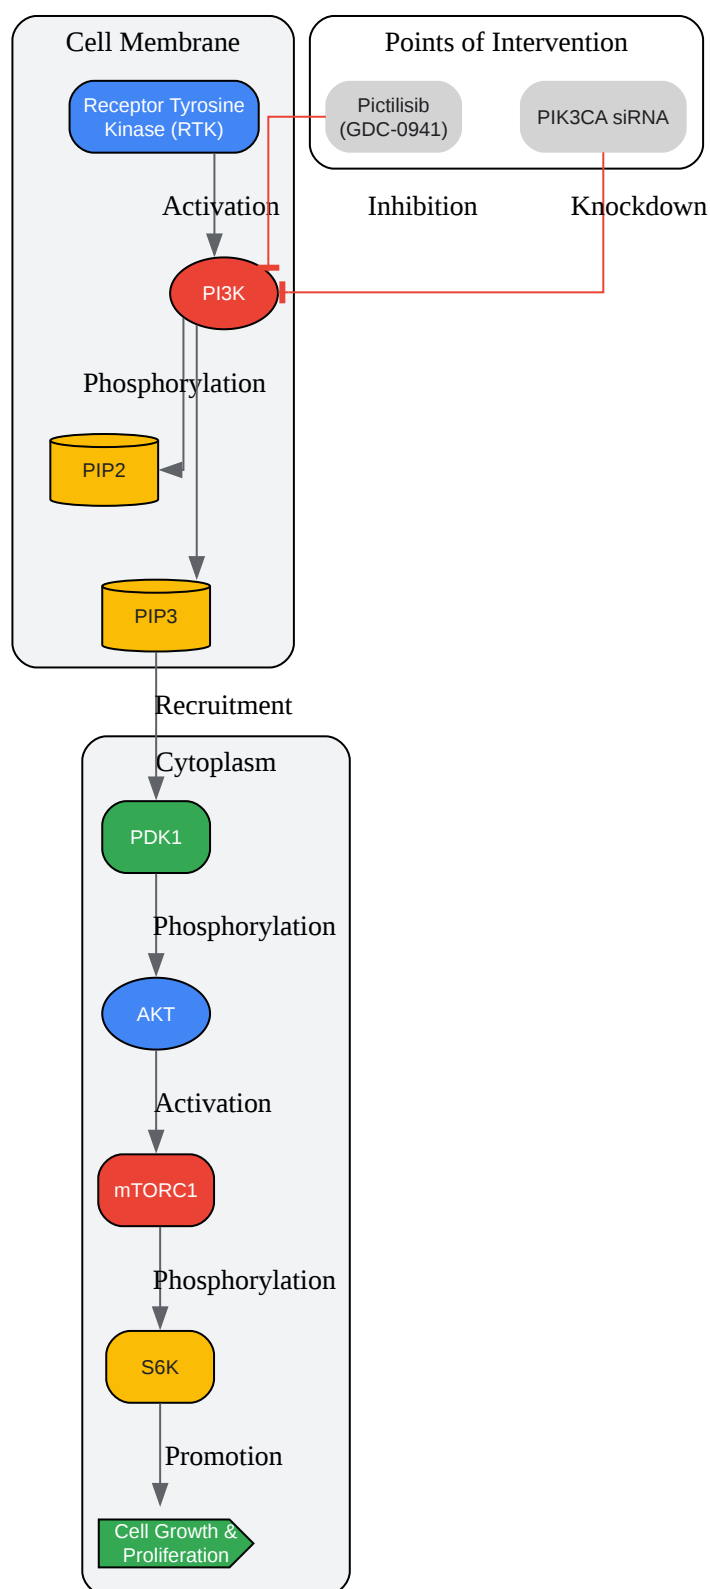 Cell Membrane
Points of Intervention
Receptor Tyrosine
Kinase (RTK)
Pictilisib
(GDC-0941)
PIK3CA siRNA
Activation
Inhibition
Knockdown
PI3K
Phosphorylation
PIP2
PIP3
Recruitment
Cytoplasm
PDK1
Phosphorylation
AKT
Activation
mTORC1
Phosphorylation
S6K
Promotion
Cell Growth &
Proliferation